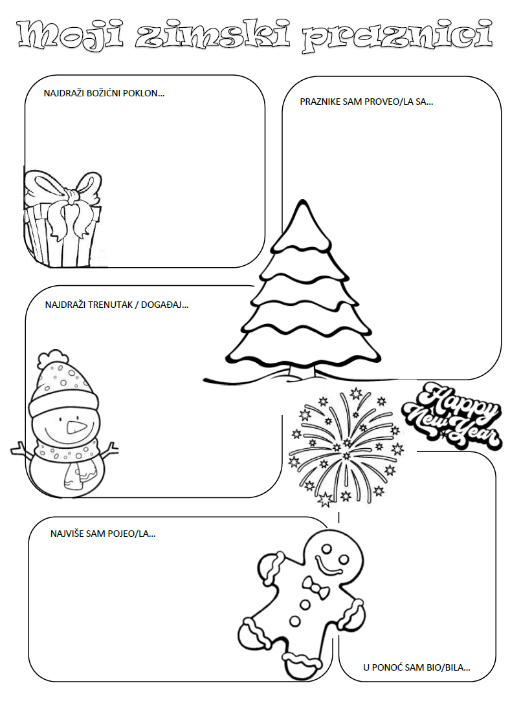 Moji zimski praznici
NAJDRAŽI BOŽIĆNI POKLON...
PRAZNIKE SAM PROVEO/LA SA...
NAJDRAŽI TRENUTAK / DOGAĐAJ...
Happy
New Year
NAJVIŠE SAM POJEO/LA...
U PONOĆ SAM BIO/BILA...